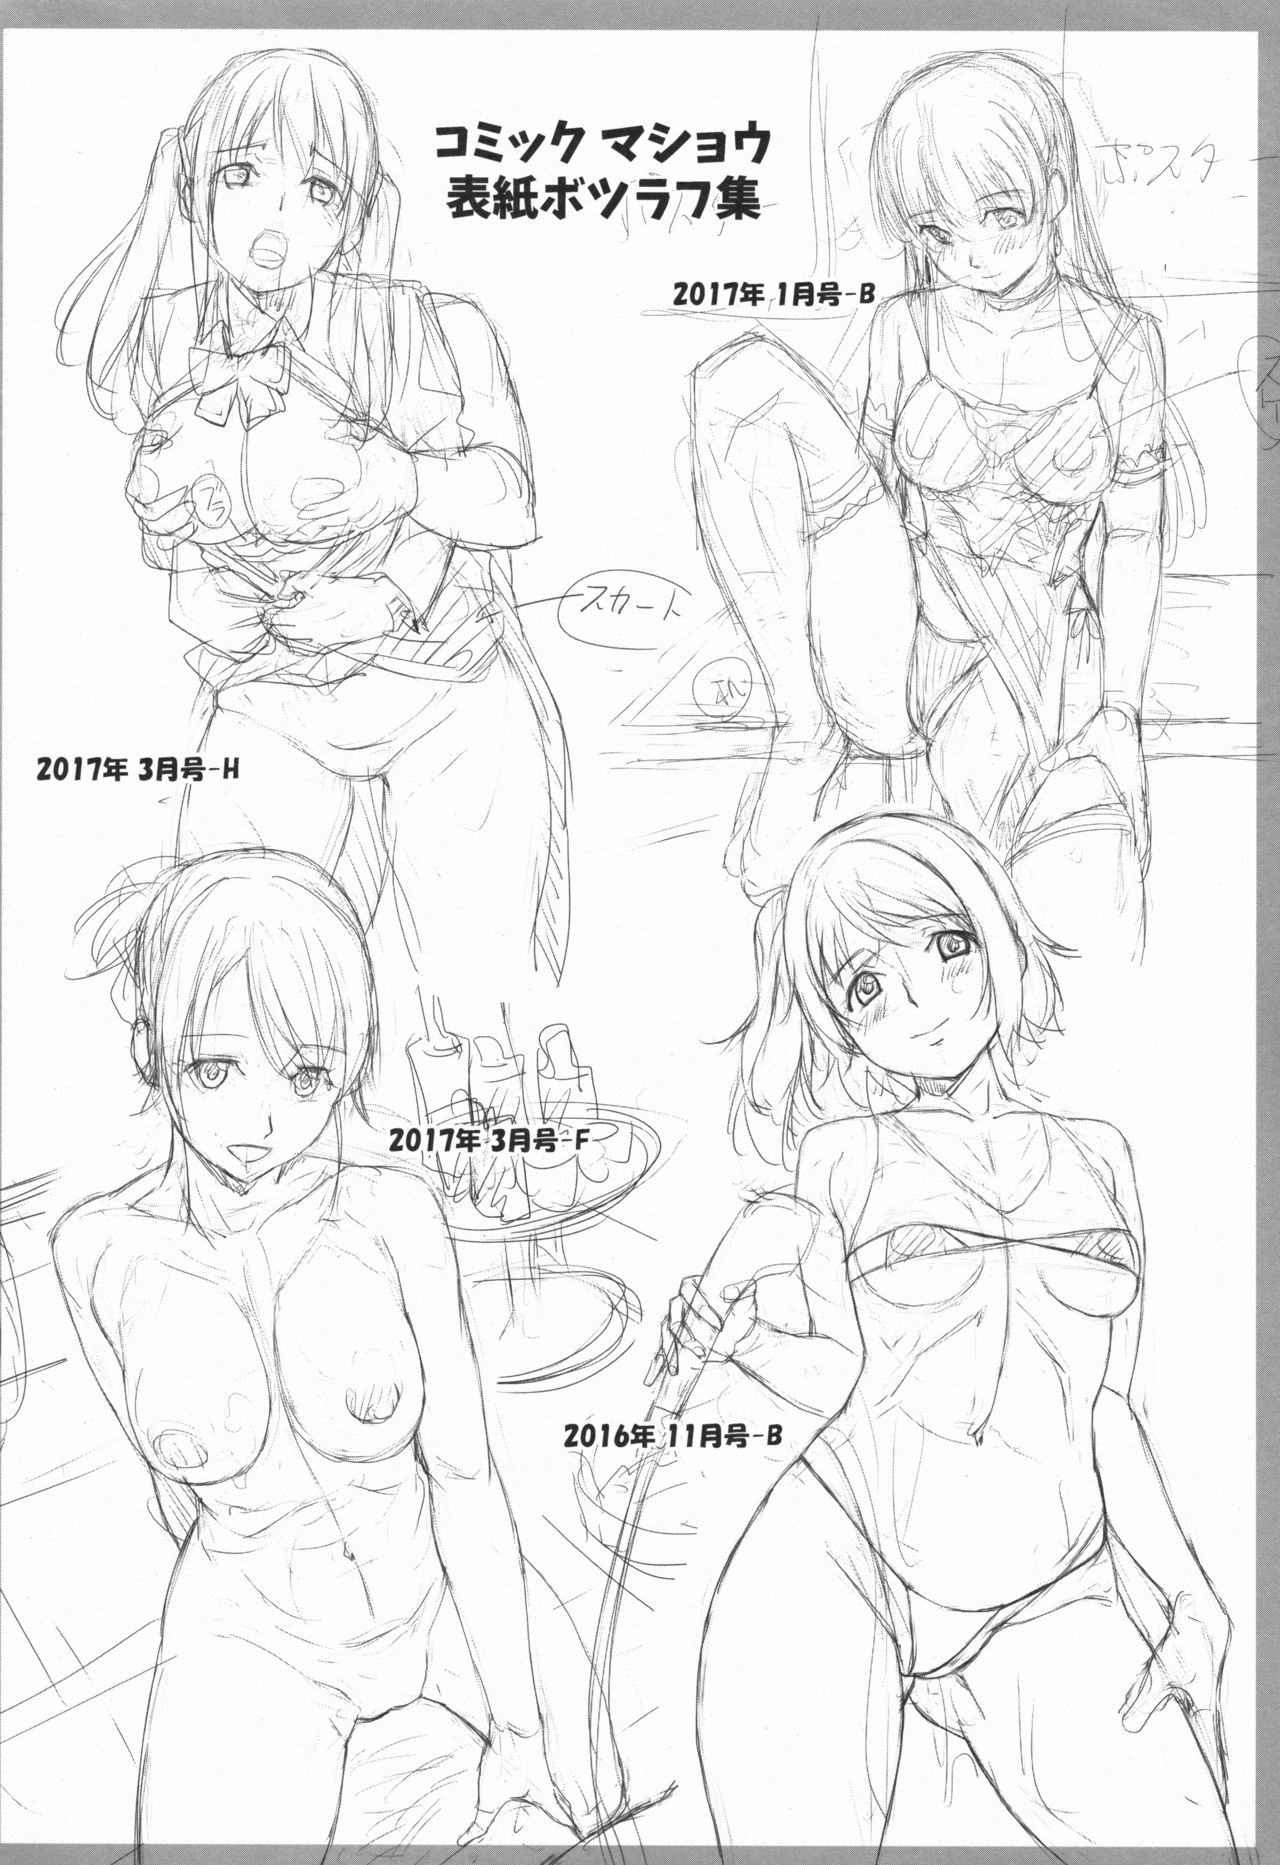 コミック マショウ
表紙ボツラフ集
ポスター
2017年 1月号-B
スカート
2017年 3月号-H
2017年 3月号-F
2016年 11月号-B